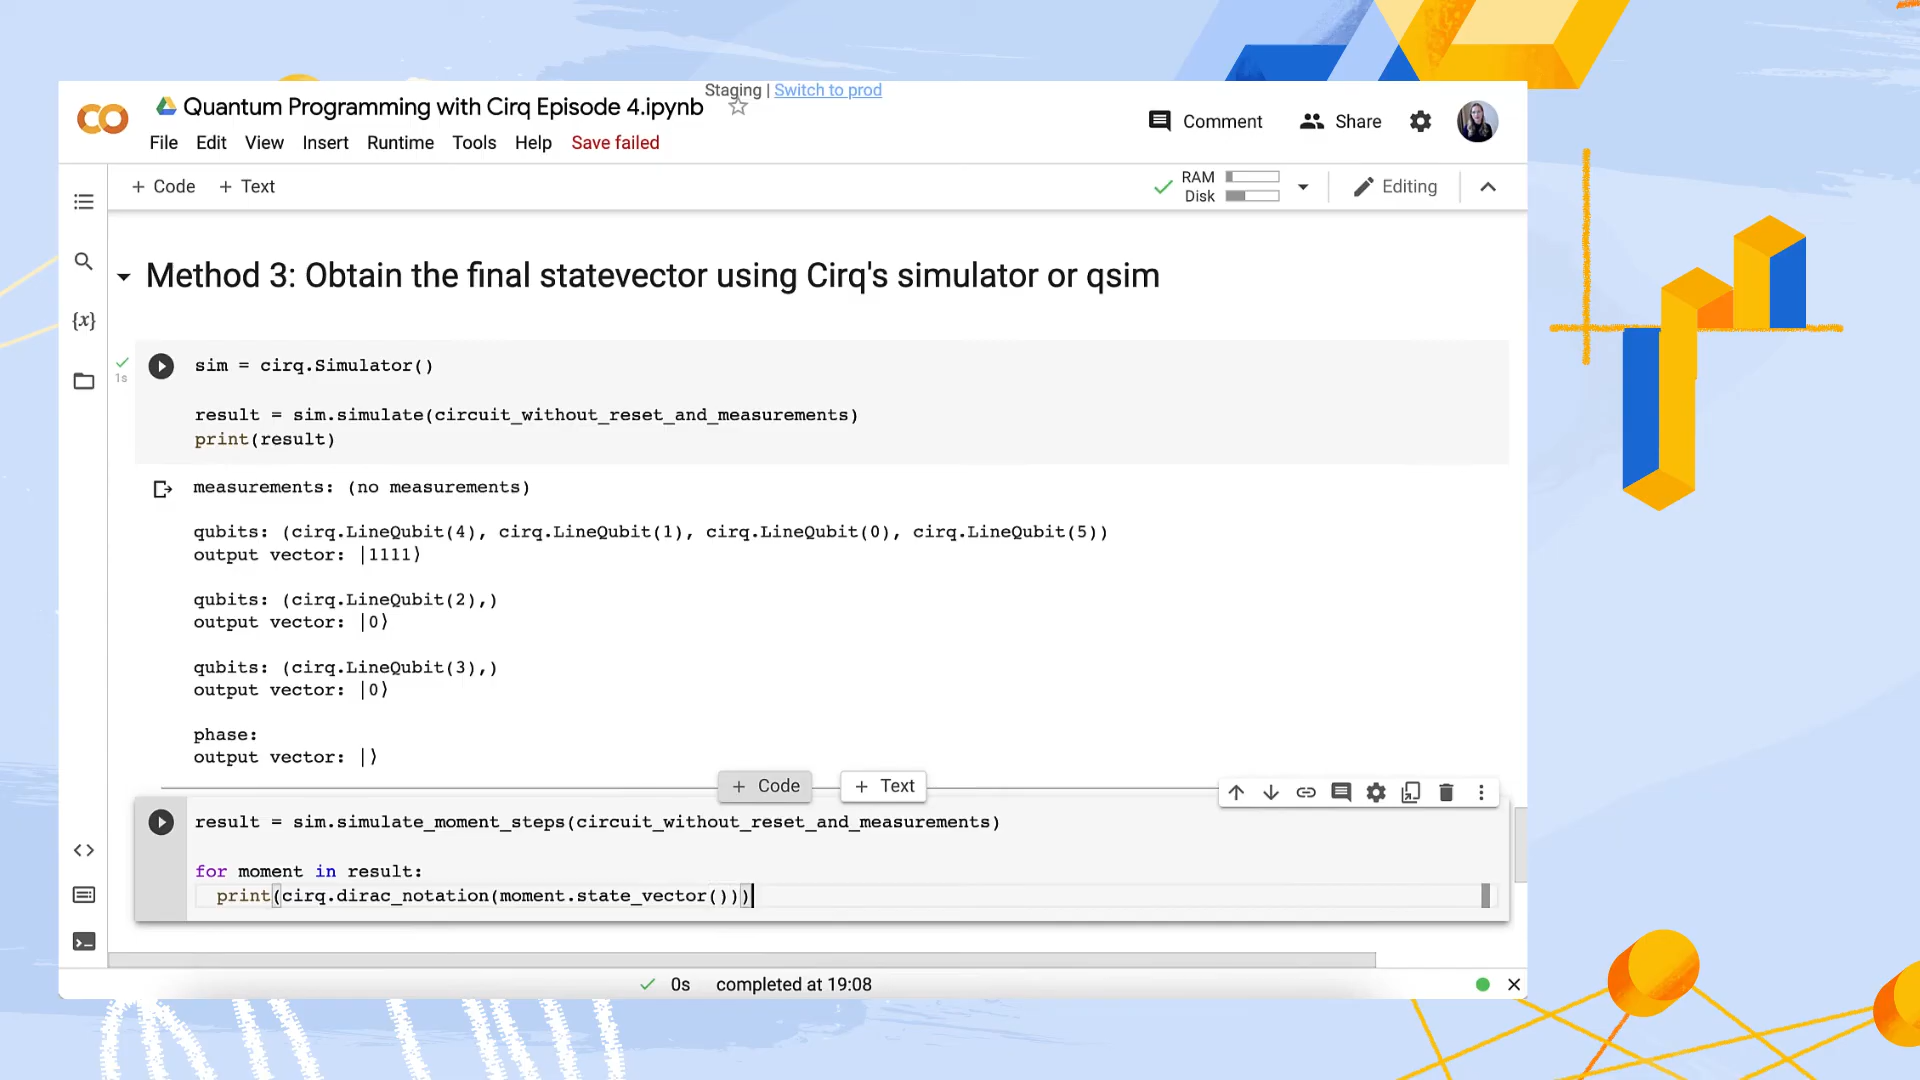 Staging | Switch to prod
Quantum Programming with Cirq Episode 4.ipynb
File Edit View Insert Runtime Tools Help Save failed
Comment Share
+ Code + Text
RAM
Disk
Editing
Method 3: Obtain the final statevector using Cirq's simulator or qsim
1s
sim = cirq.Simulator()
result = sim.simulate(circuit_without_reset_and_measurements)
print(result)
measurements: (no measurements)
qubits: (cirq.LineQubit(4), cirq.LineQubit(1), cirq.LineQubit(0), cirq.LineQubit(5))
output vector: |1111⟩
qubits: (cirq.LineQubit(2),)
output vector: |0⟩
qubits: (cirq.LineQubit(3),)
output vector: |0⟩
phase:
output vector: |⟩
+ Code + Text
result = sim.simulate_moment_steps(circuit_without_reset_and_measurements)
for moment in result:
print(cirq.dirac_notation(moment.state_vector()))
0s completed at 19:08